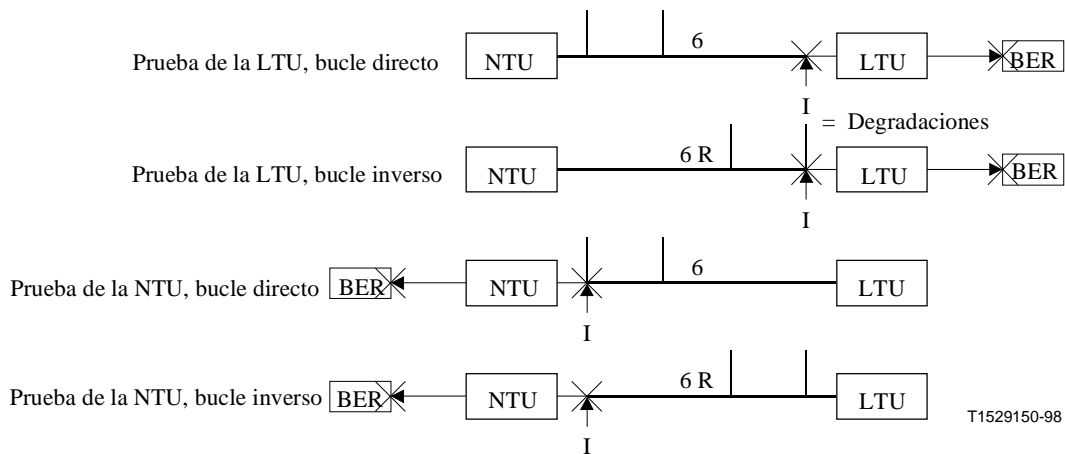 Prueba de la LTU, bucle directo NTU 6 LTU BER
I
= Degradaciones
Prueba de la LTU, bucle inverso NTU 6 R LTU BER
I
Prueba de la NTU, bucle directo BER NTU 6 LTU
I
Prueba de la NTU, bucle inverso BER NTU 6 R LTU
T1529150-98
I